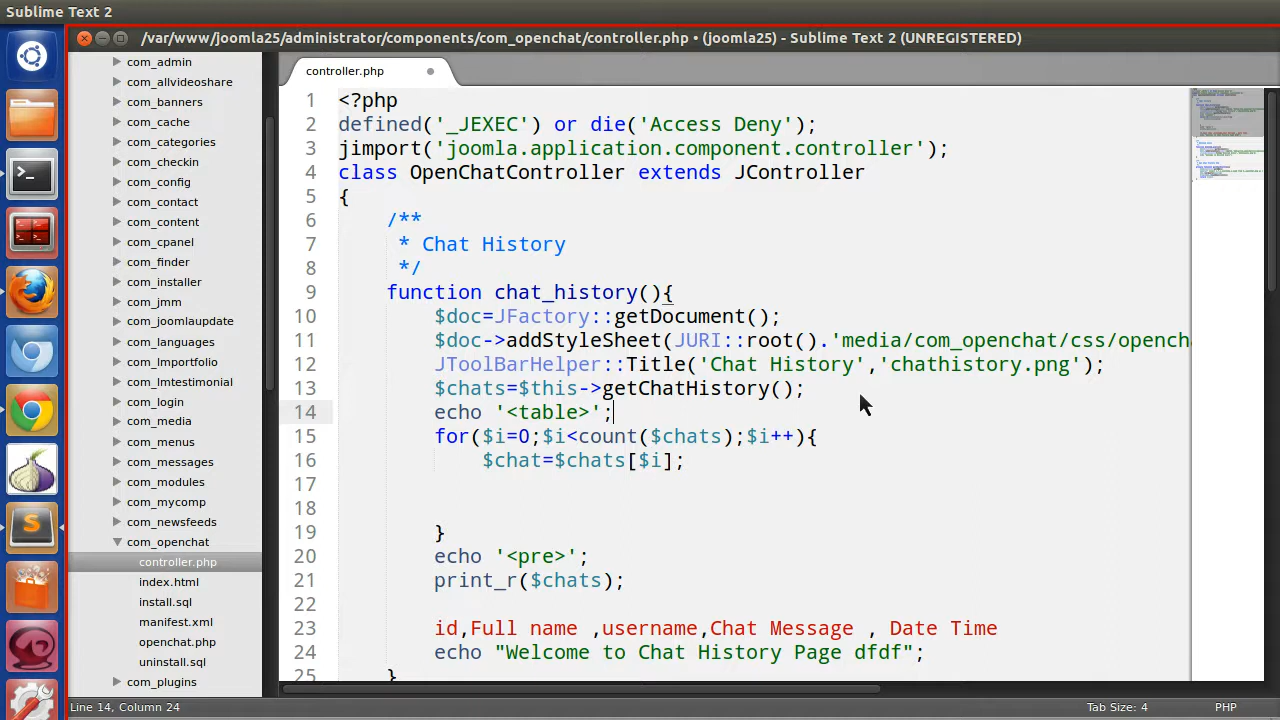 Sublime Text 2
/var/www/joomla25/administrator/components/com_openchat/controller.php • (joomla25) - Sublime Text 2 (UNREGISTERED)
com_admin
com_allvideoshare
com_banners
com_cache
com_categories
com_checkin
com_config
com_contact
com_content
com_cpanel
com_finder
com_installer
com_jmm
com_joomlaupdate
com_languages
com_lmportfolio
com_lmtestimonial
com_login
com_media
com_menus
com_messages
com_modules
com_mycomp
com_newsfeeds
com_openchat
controller.php
index.html
install.sql
manifest.xml
openchat.php
uninstall.sql
com_plugins
controller.php
1 <?php
2 defined('_JEXEC') or die('Access Deny');
3 jimport('joomla.application.component.controller');
4 class OpenChatController extends JController
5 {
6 /**
7 * Chat History
8 */
9 function chat_history(){
10 $doc=JFactory::getDocument();
11 $doc->addStyleSheet(JURI::root().'media/com_openchat/css/opencha
12 JToolBarHelper::Title('Chat History','chathistory.png');
13 $chats=$this->getChatHistory();
14 echo '<table>';
15 for($i=0;$i<count($chats);$i++){
16 $chat=$chats[$i];
17
18
19 }
20 echo '<pre>';
21 print_r($chats);
22
23 id,Full name ,username,Chat Message , Date Time
24 echo "Welcome to Chat History Page dfdf";
25 }
Line 14, Column 24
Tab Size: 4
PHP